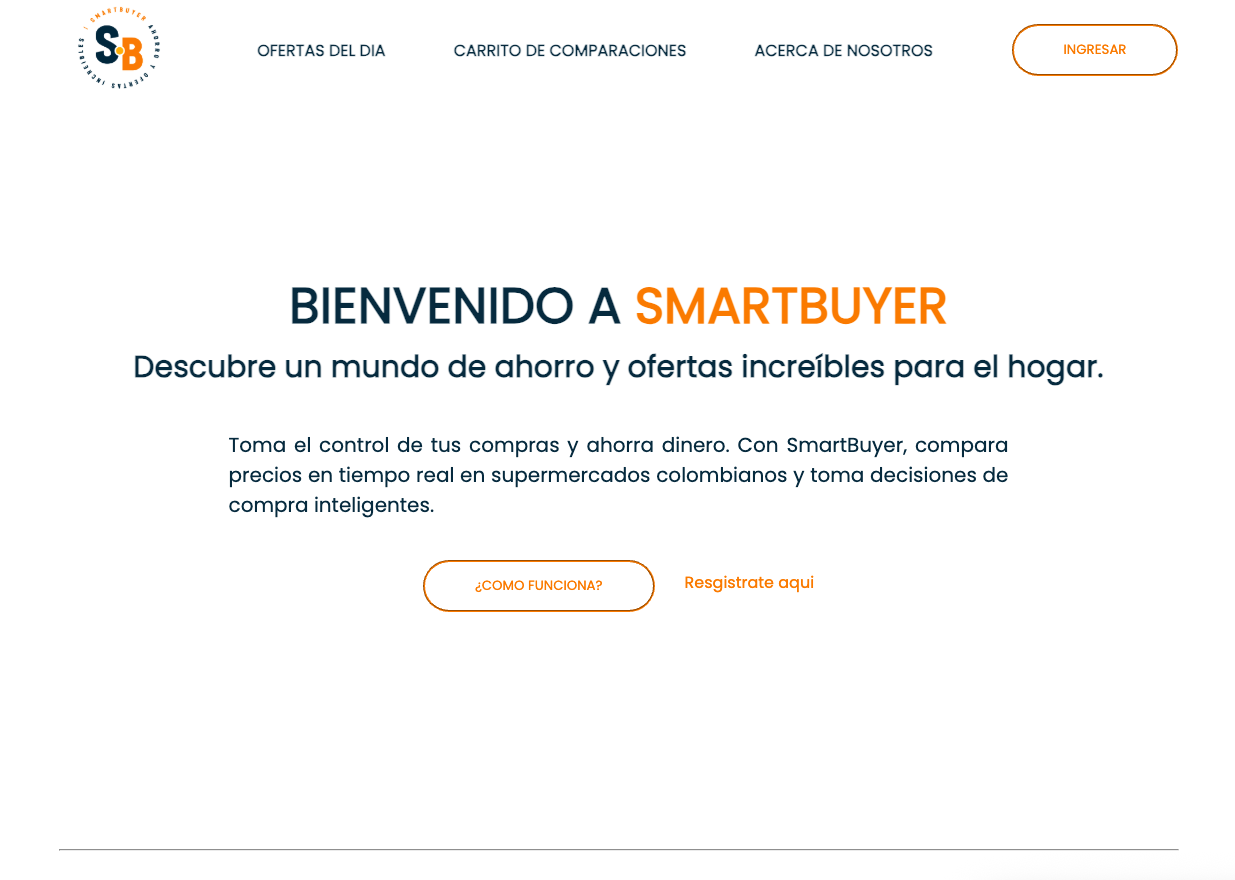 SMARTBUYER AHORRO Y OFERTAS INCREIBLES
SB
OFERTAS DEL DIA
CARRITO DE COMPARACIONES
ACERCA DE NOSOTROS
INGRESAR
BIENVENIDO A SMARTBUYER
Descubre un mundo de ahorro y ofertas increíbles para el hogar.
Toma el control de tus compras y ahorra dinero. Con SmartBuyer, compara
precios en tiempo real en supermercados colombianos y toma decisiones de
compra inteligentes.
¿COMO FUNCIONA?
Resgistrate aqui